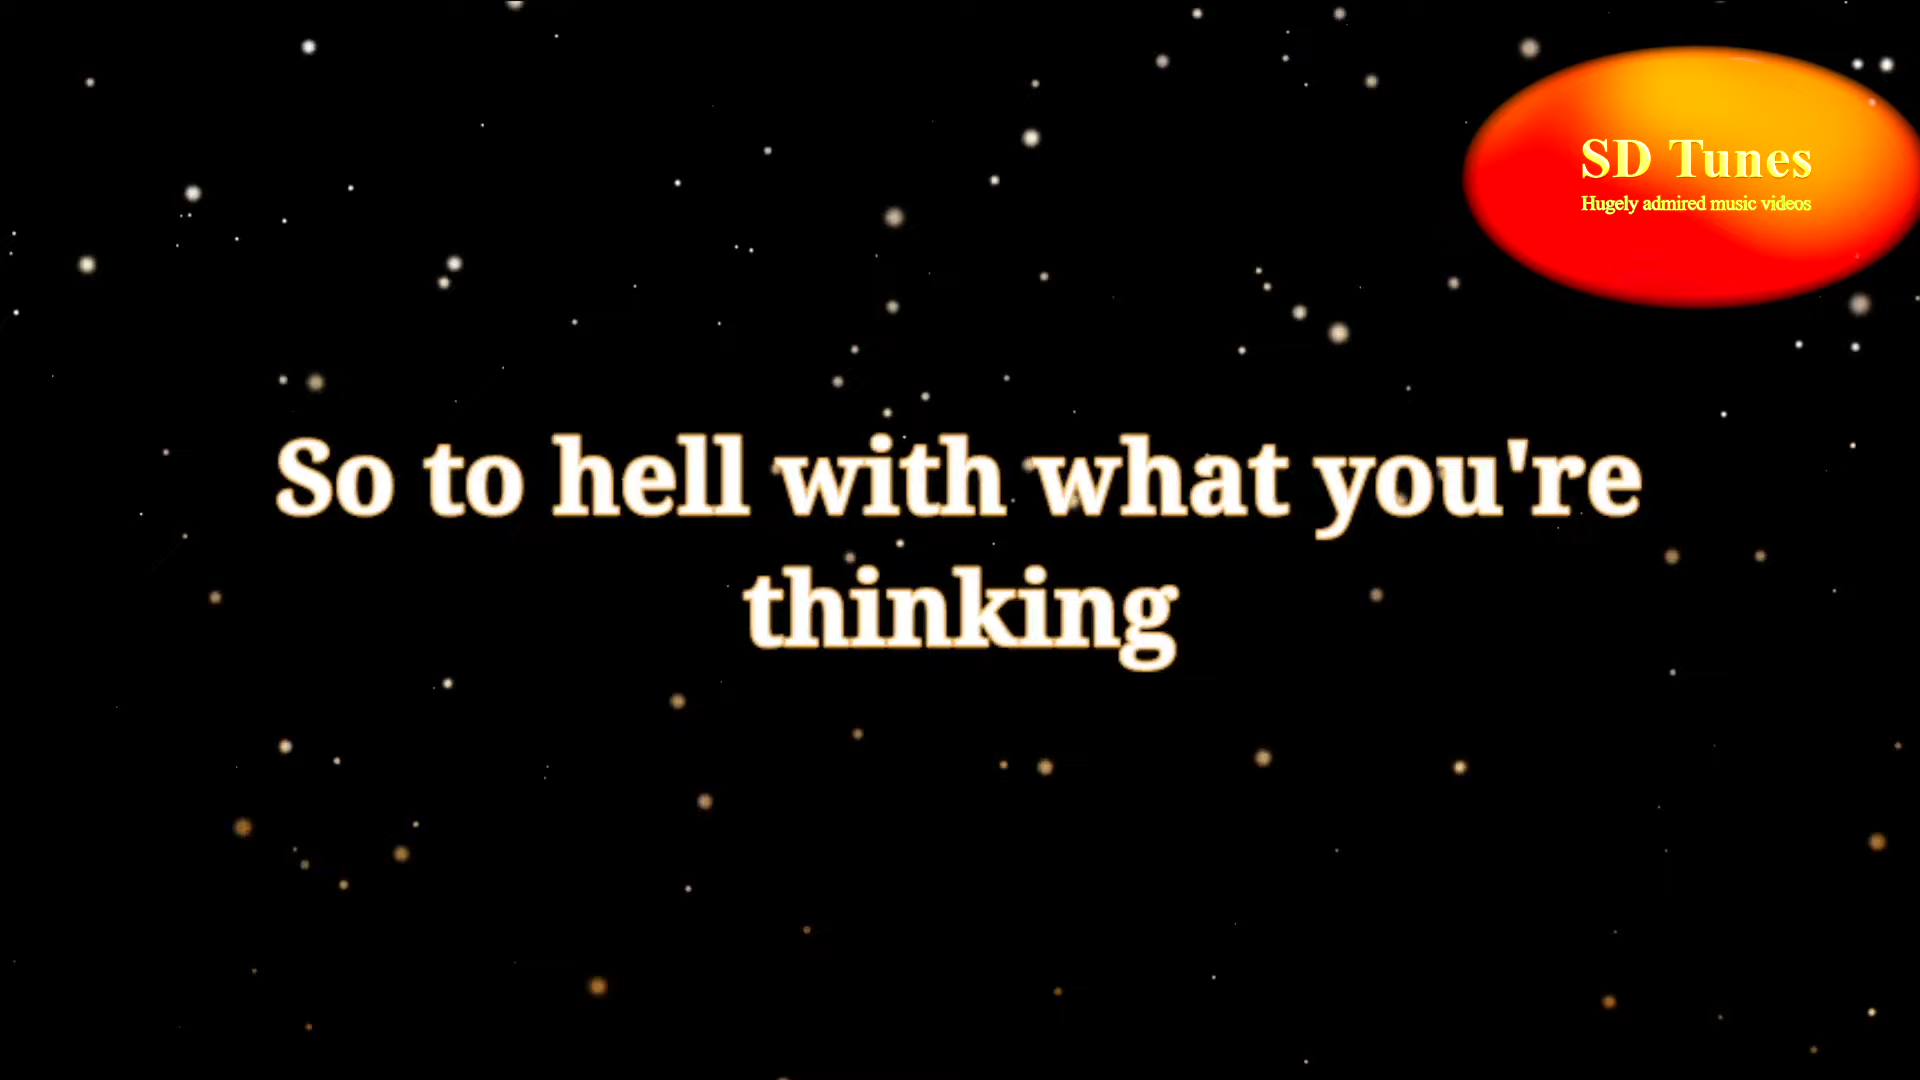 SD Tunes
Hugely admired music videos
So to hell with what you're
thinking